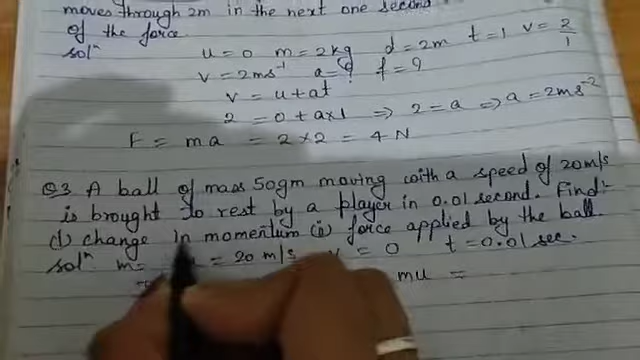 moves through 2m in the next one second
of the force.
solⁿ u = 0 m = 2kg d = 2m t = 1 v = 2/1
v = 2ms⁻¹ a = ? f = ?
v = u + at
2 = 0 + a×1 ⇒ 2 = a ⇒ a = 2ms⁻²
F = ma = 2×2 = 4 N
Q3 A ball of mass 50gm moving with a speed of 20m/s
is brought to rest by a player in 0.01 second. Find:-
(i) change in momentum (ii) force applied by the ball.
solⁿ m = = 20 m/s v = 0 t = 0.01 sec.
mu =